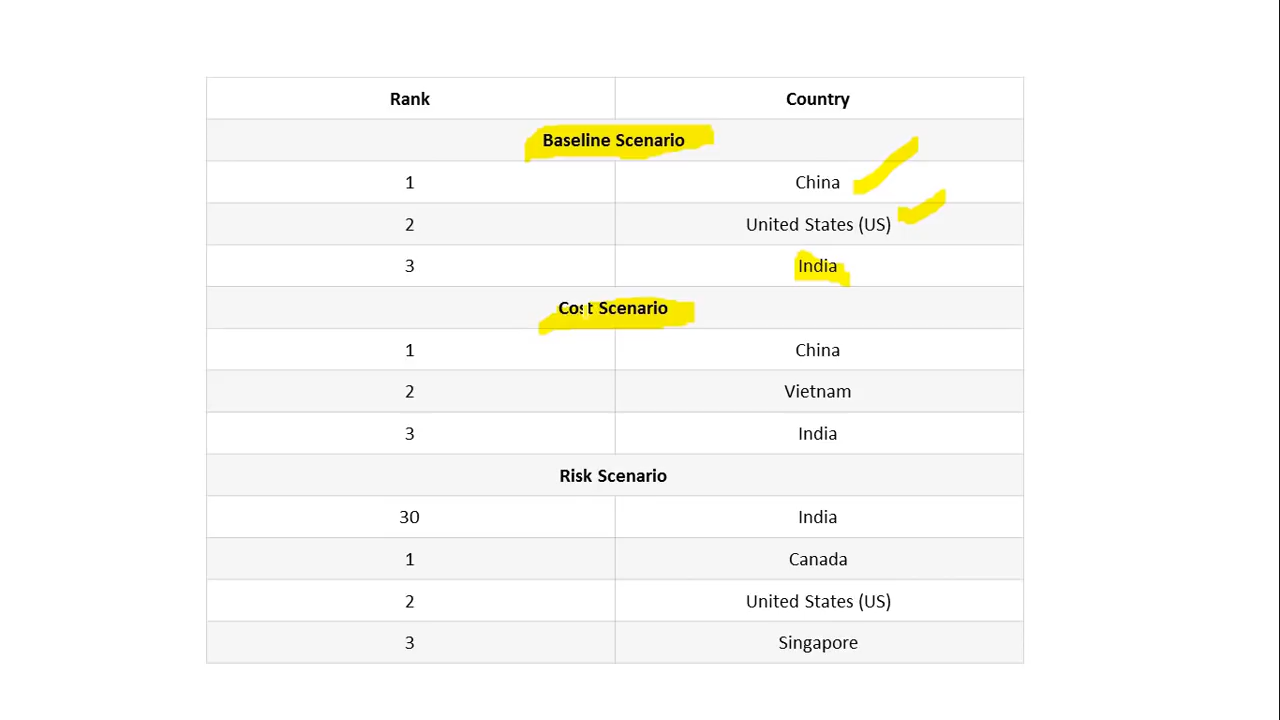 Rank Country
Baseline Scenario
1 China
2 United States (US)
3 India
Cost Scenario
1 China
2 Vietnam
3 India
Risk Scenario
30 India
1 Canada
2 United States (US)
3 Singapore